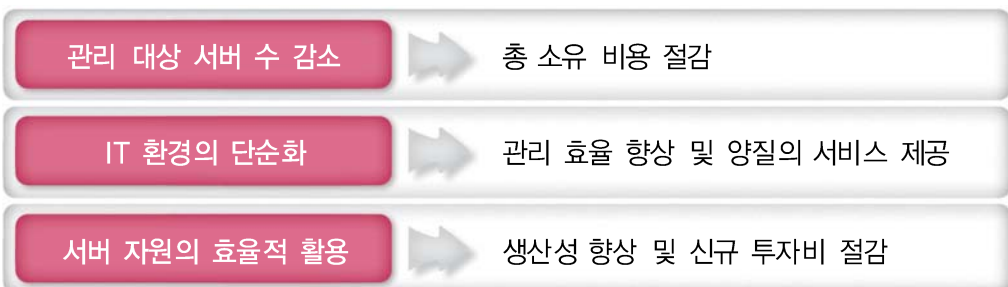 관리 대상 서버 수 감소
총 소유 비용 절감
IT 환경의 단순화
관리 효율 향상 및 양질의 서비스 제공
서버 자원의 효율적 활용
생산성 향상 및 신규 투자비 절감